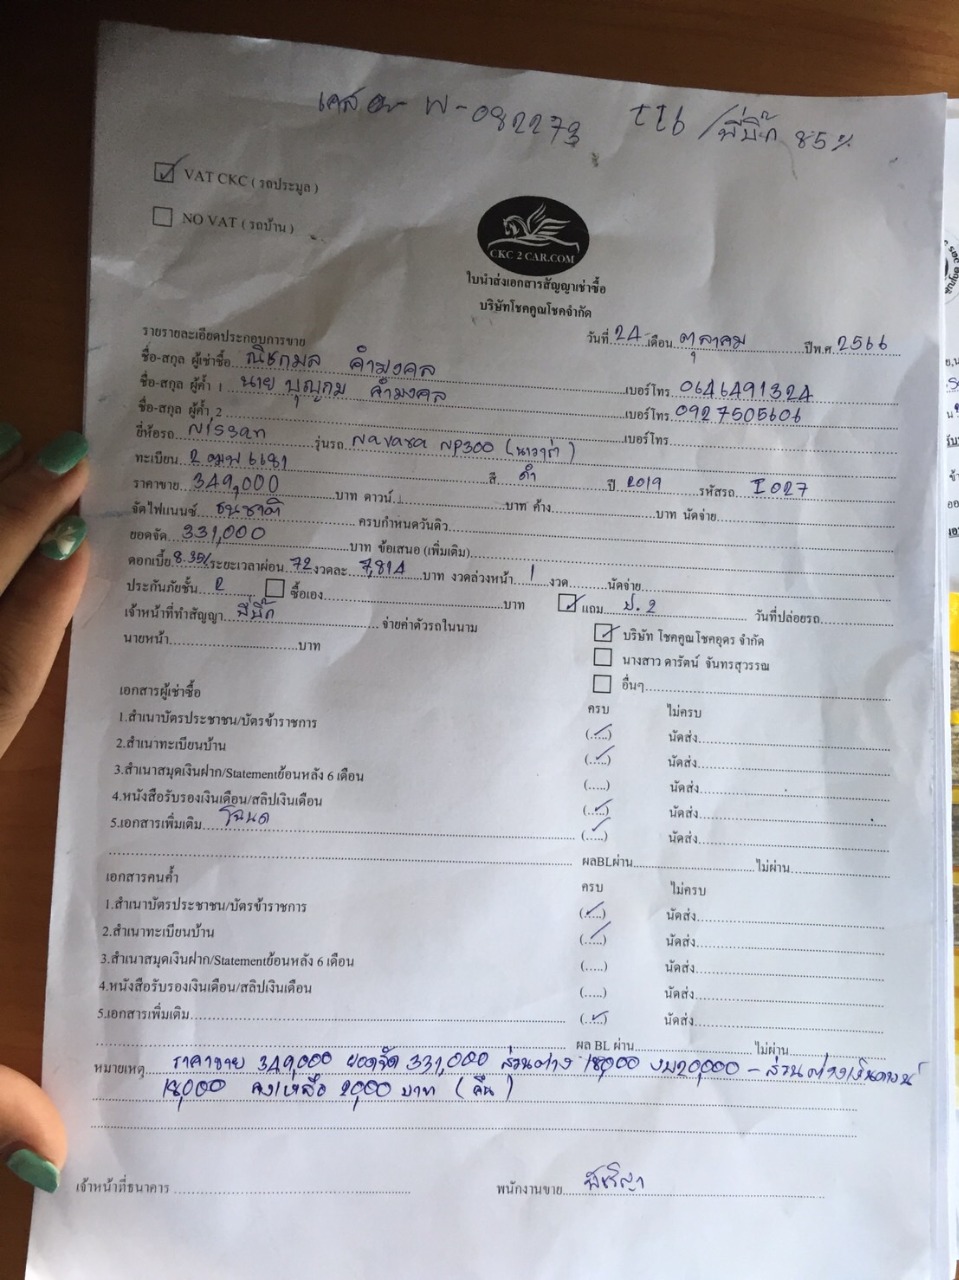 เคส W-082273 TTb /พี่บิ๊ก 85%
VAT CKC ( รถประมูล )
NO VAT ( รถบ้าน )
CKC 2 CAR.COM
ใบนำส่งเอกสารสัญญาเช่าซื้อ
บริษัทโชคคูณโชคจำกัด
รายรายละเอียดประกอบการขาย วันที่ 24 เดือน ตุลาคม ปีพ.ศ. 2566
ชื่อ-สกุล ผู้เช่าซื้อ ณิชกมล คำมงคล เบอร์โทร. 0646491324
ชื่อ-สกุล ผู้ค้ำ 1 นาย บุญถม คำมงคล เบอร์โทร. 0927505606
ชื่อ-สกุล ผู้ค้ำ 2 เบอร์โทร.
ยี่ห้อรถ Nissan รุ่นรถ Navara NP300 (นาวาร่า)
ทะเบียน 2 ฒฬ 6681 สี ดำ ปี 2019 รหัสรถ I027
ราคาขาย 349,000 บาท ดาวน์ บาท ค้าง บาท นัดจ่าย
จัดไฟแนนซ์ ธนชาต ครบกำหนดวันคิว
ยอดจัด 331,000 บาท ข้อเสนอ (เพิ่มเติม)
ดอกเบี้ย 8.35% ระยะเวลาผ่อน 72 งวดละ 7,814 บาท งวดล่วงหน้า 1 งวด นัดจ่าย
ประกันภัยชั้น 2 ซื้อเอง บาท แถม ป.2 วันที่ปล่อยรถ
เจ้าหน้าที่ทำสัญญา พี่บิ๊ก จ่ายค่าตัวรถในนาม บริษัท โชคคูณโชคอุดร จำกัด
นายหน้า บาท นางสาว ดารัตน์ จันทรสุวรรณ
อื่นๆ
เอกสารผู้เช่าซื้อ ครบ ไม่ครบ
1.สำเนาบัตรประชาชน/บัตรข้าราชการ (.....) นัดส่ง
2.สำเนาทะเบียนบ้าน (.....) นัดส่ง
3.สำเนาสมุดเงินฝาก/Statementย้อนหลัง 6 เดือน (.....) นัดส่ง
4.หนังสือรับรองเงินเดือน/สลิปเงินเดือน (.....) นัดส่ง
5.เอกสารเพิ่มเติม โฉนด (.....) นัดส่ง
ผลBLผ่าน ไม่ผ่าน
เอกสารคนค้ำ ครบ ไม่ครบ
1.สำเนาบัตรประชาชน/บัตรข้าราชการ (.....) นัดส่ง
2.สำเนาทะเบียนบ้าน (.....) นัดส่ง
3.สำเนาสมุดเงินฝาก/Statementย้อนหลัง 6 เดือน (.....) นัดส่ง
4.หนังสือรับรองเงินเดือน/สลิปเงินเดือน (.....) นัดส่ง
5.เอกสารเพิ่มเติม (.....) นัดส่ง
ผล BL ผ่าน ไม่ผ่าน
หมายเหตุ ราคาขาย 349,000 ยอดจัด 331,000 ส่วนต่าง 18,000 งบ20,000 - ส่วนต่างเงินดาวน์
18,000 คงเหลือ 2,000 บาท ( คืน )
เจ้าหน้าที่ธนาคาร พนักงานขาย